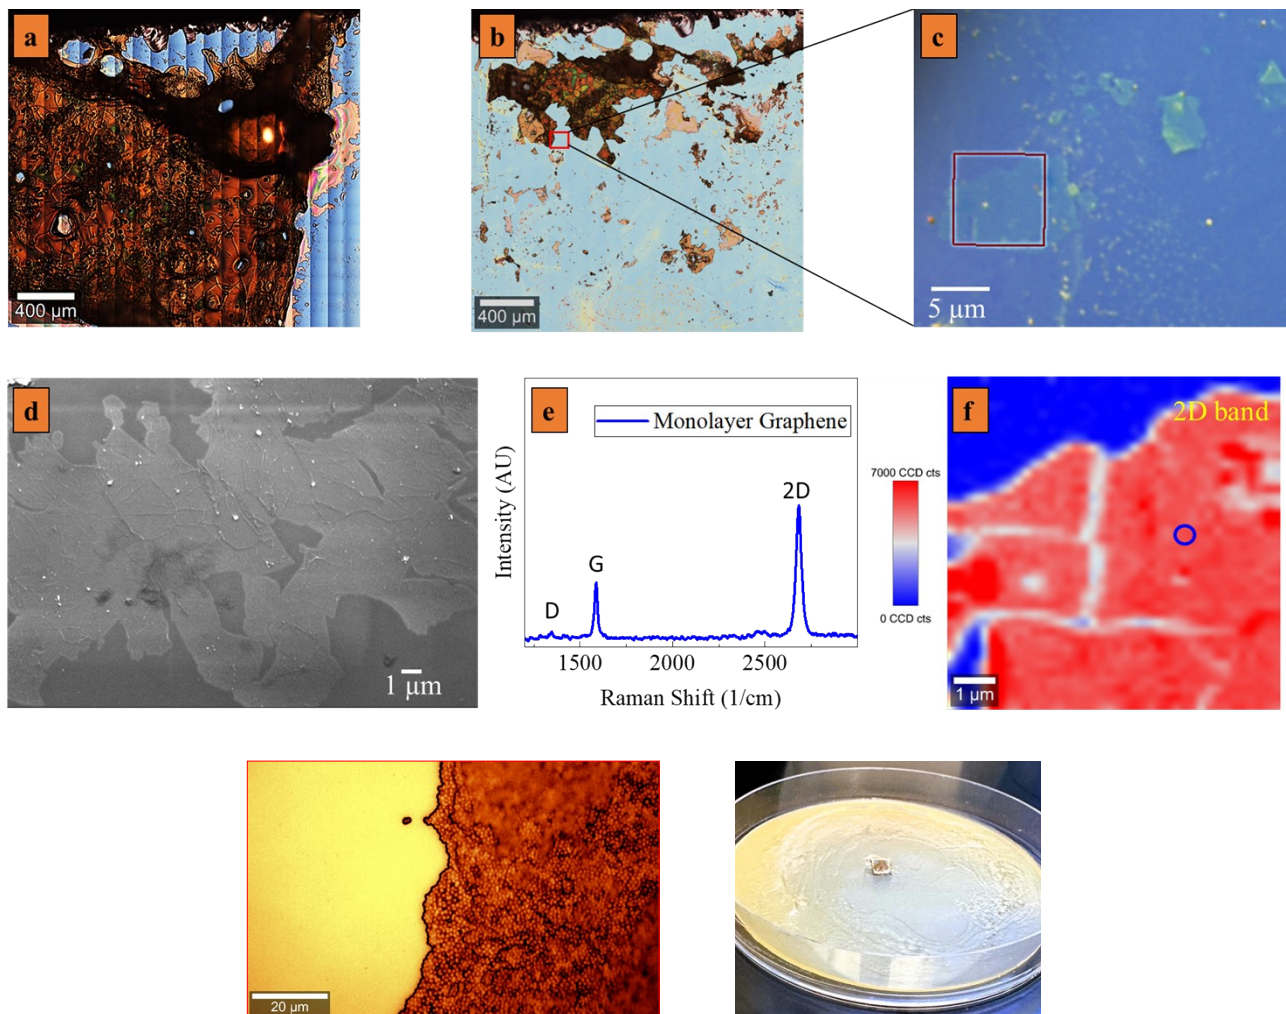 a
400 µm
b
400 µm
c
5 µm
d
1 µm
e
Monolayer Graphene
D
G
2D
Intensity (AU)
1500
2000
2500
Raman Shift (1/cm)
7000 CCD cts
0 CCD cts
f
2D band
1 µm
20 µm